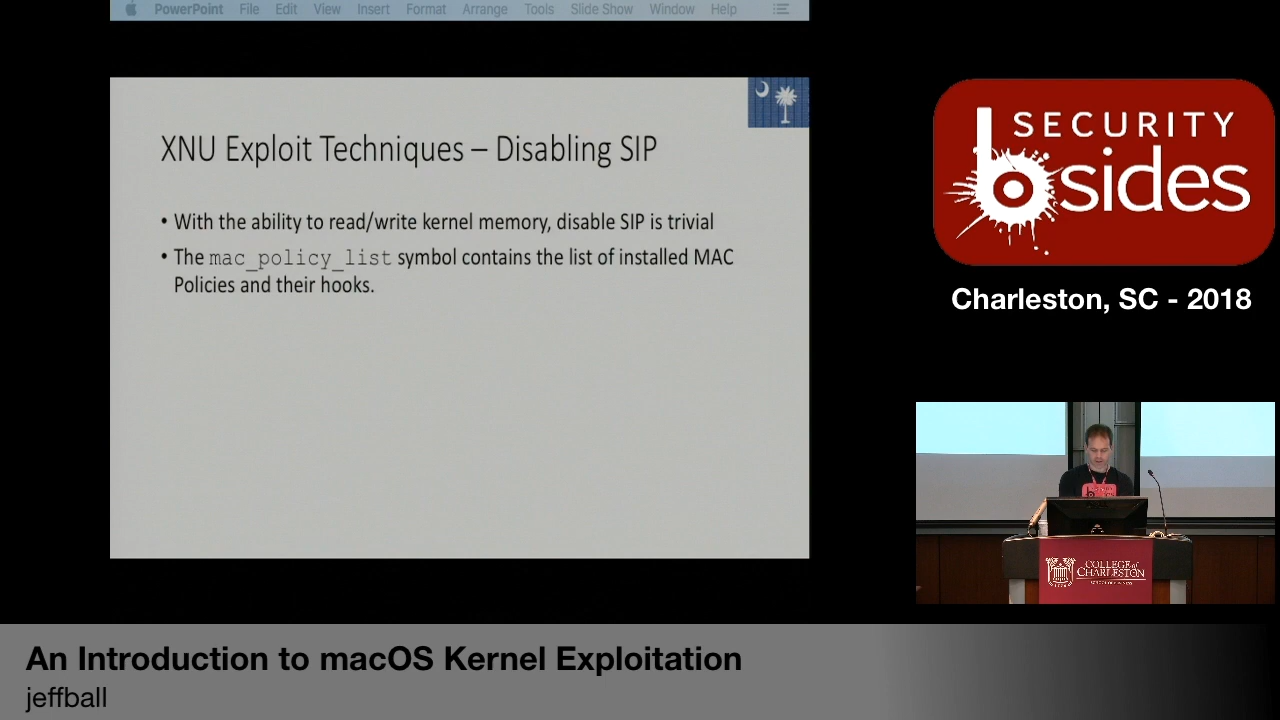 PowerPoint File Edit View Insert Format Arrange Tools Slide Show Window Help
XNU Exploit Techniques – Disabling SIP
• With the ability to read/write kernel memory, disable SIP is trivial
• The mac_policy_list symbol contains the list of installed MAC
Policies and their hooks.
SECURITY
bsides
Charleston, SC - 2018
COLLEGE of
CHARLESTON
SCHOOL OF BUSINESS
An Introduction to macOS Kernel Exploitation
jeffball